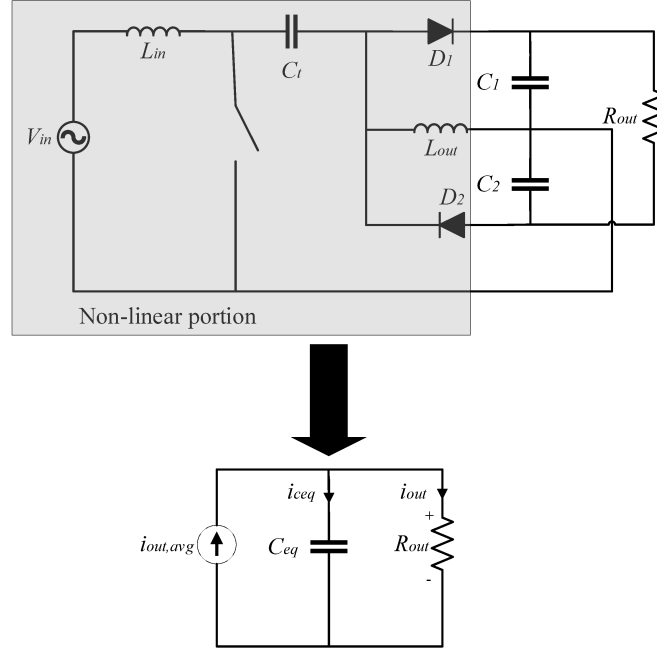 Lin
Ct
D1
C1
Rout
Vin
Lout
C2
D2
Non-linear portion
iceq
iout
+
iout,avg
Ceq
Rout
-